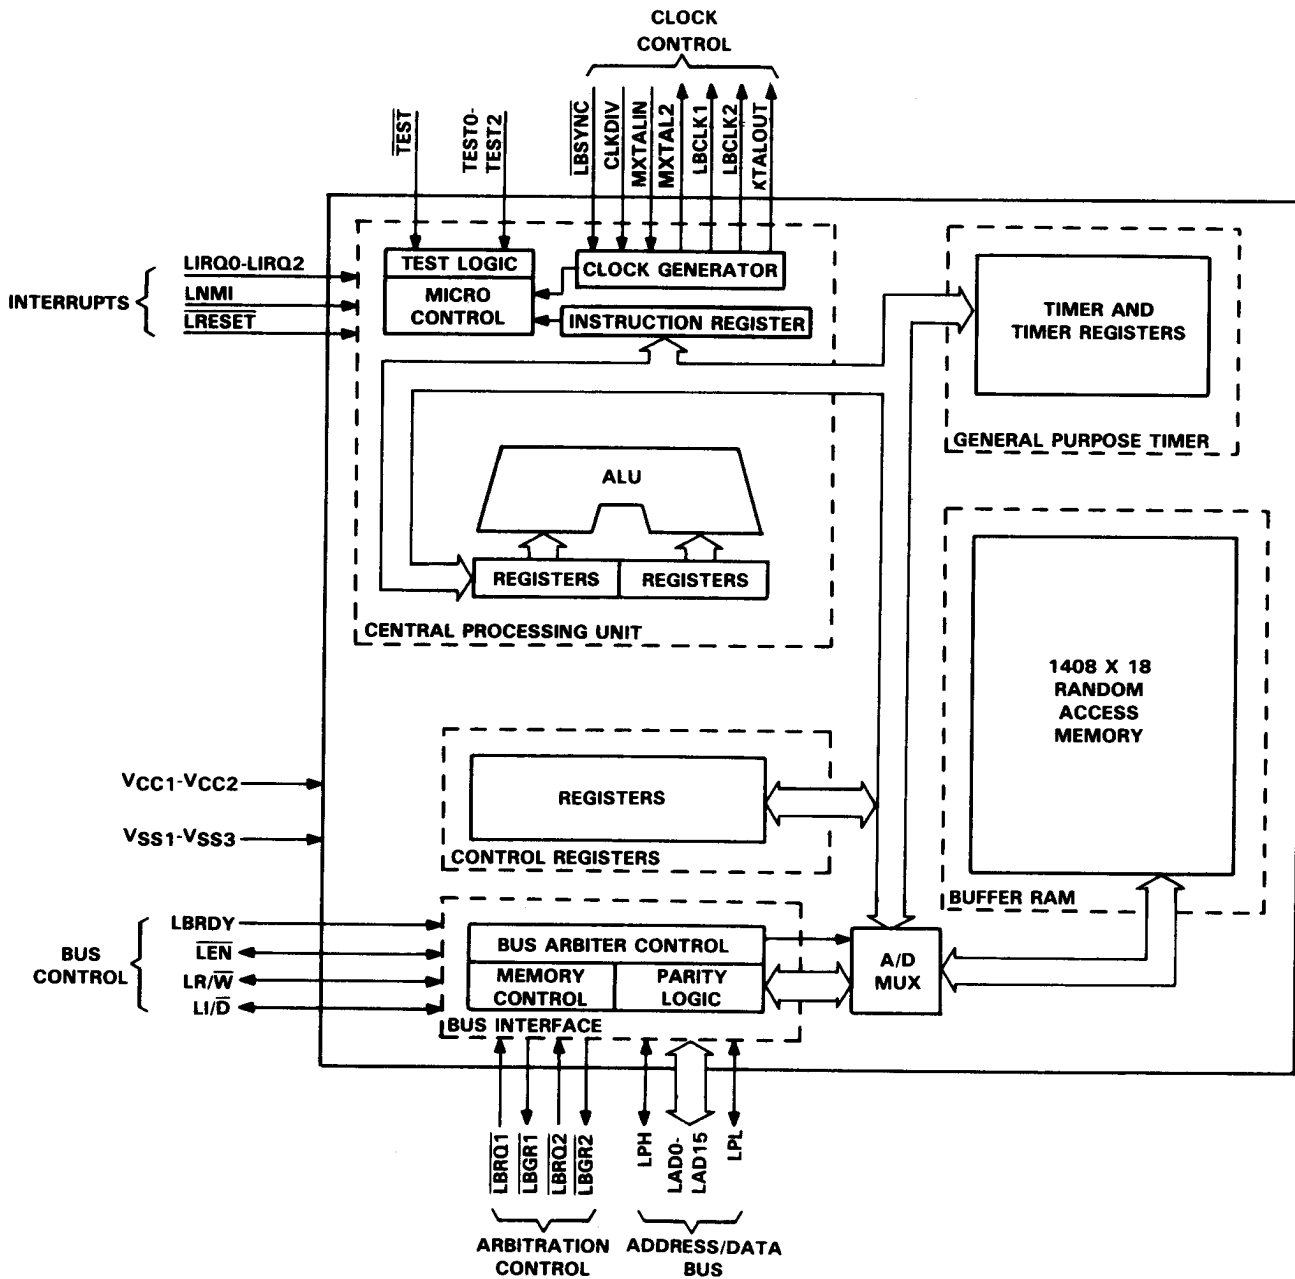 CLOCK
CONTROL
TEST
TEST0-
TEST2
LBSYNC
CLKDIV
MXTALIN
MXTAL2
LBCLK1
LBCLK2
XTALOUT
INTERRUPTS
LIRQ0-LIRQ2
LNMI
LRESET
TEST LOGIC
MICRO
CONTROL
CLOCK GENERATOR
INSTRUCTION REGISTER
TIMER AND
TIMER REGISTERS
GENERAL PURPOSE TIMER
ALU
REGISTERS
REGISTERS
CENTRAL PROCESSING UNIT
1408 X 18
RANDOM
ACCESS
MEMORY
BUFFER RAM
VCC1-VCC2
VSS1-VSS3
REGISTERS
CONTROL REGISTERS
BUS
CONTROL
LBRDY
LEN
LR/W
LI/D
BUS ARBITER CONTROL
MEMORY
CONTROL
PARITY
LOGIC
BUS INTERFACE
A/D
MUX
LBRQ1
LBGR1
LBRQ2
LBGR2
LPH
LAD0-
LAD15
LPL
ARBITRATION
CONTROL
ADDRESS/DATA
BUS